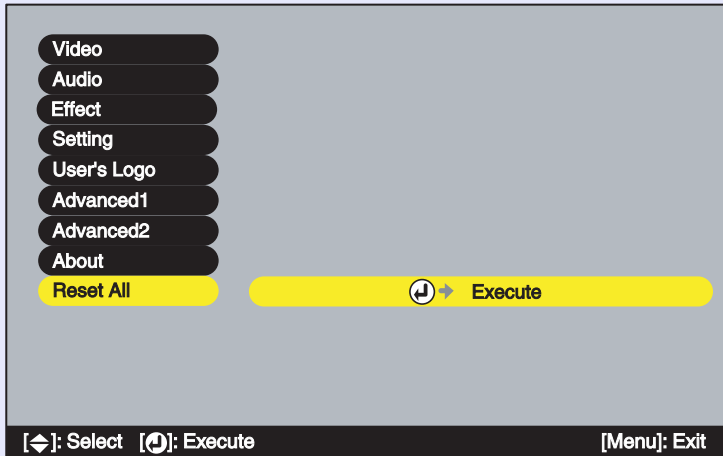 Video
Audio
Effect
Setting
User's Logo
Advanced1
Advanced2
About
Reset All
Execute
[]: Select []: Execute
[Menu]: Exit